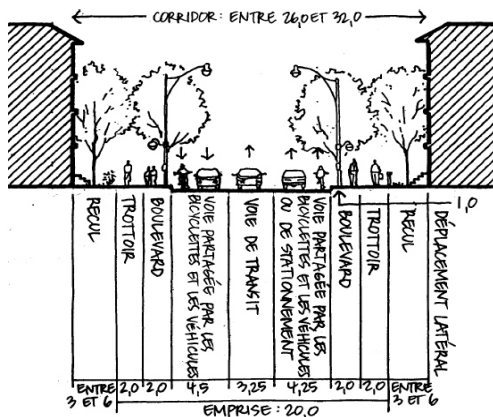 CORRIDOR: ENTRE 26,0 ET 32,0
1,0
RECUL
TROTTOIR
BOULEVARD
VOIE PARTAGÉE PAR LES
BICYCLETTES ET LES VÉHICULES
VOIE DE TRANSIT
VOIE PARTAGÉE PAR LES
BICYCLETTES ET LES VÉHICULES
OU DE STATIONNEMENT
BOULEVARD
TROTTOIR
RECUL
DÉPLACEMENT LATÉRAL
ENTRE
3 ET 6
2,0
2,0
4,5
3,25
4,25
2,0
2,0
ENTRE
3 ET 6
EMPRISE: 20.0